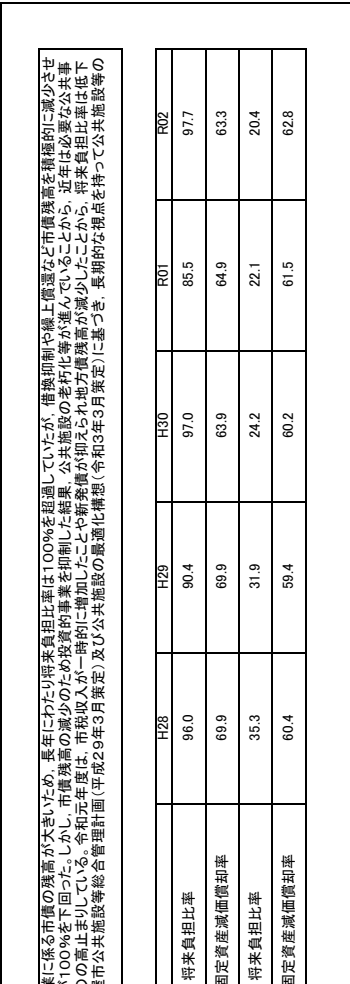 業に係る市債の残高が大きいため，長年にわたり将来負担比率は１００％を超過していたが，借換抑制や繰上償還など市債残高を積極的に減少させ
１００％を下回った。しかし，市債残高の減少のため投資的事業を抑制した結果，公共施設の老朽化等が進んでいることから，近年は必要な公共事
の高止まりしている。令和元年度は，市税収入が一時的に増加したことや新発債が抑えられ地方債残高が減少したことから，将来負担比率は低下
市公共施設等総合管理計画（平成２９年３月策定）及び公共施設の最適化構想（令和３年３月策定）に基づき，長期的な視点を持って公共施設等の
H28 H29 H30 R01 R02
将来負担比率 96.0 90.4 97.0 85.5 97.7
固定資産減価償却率 69.9 69.9 63.9 64.9 63.3
将来負担比率 35.3 31.9 24.2 22.1 20.4
固定資産減価償却率 60.4 59.4 60.2 61.5 62.8